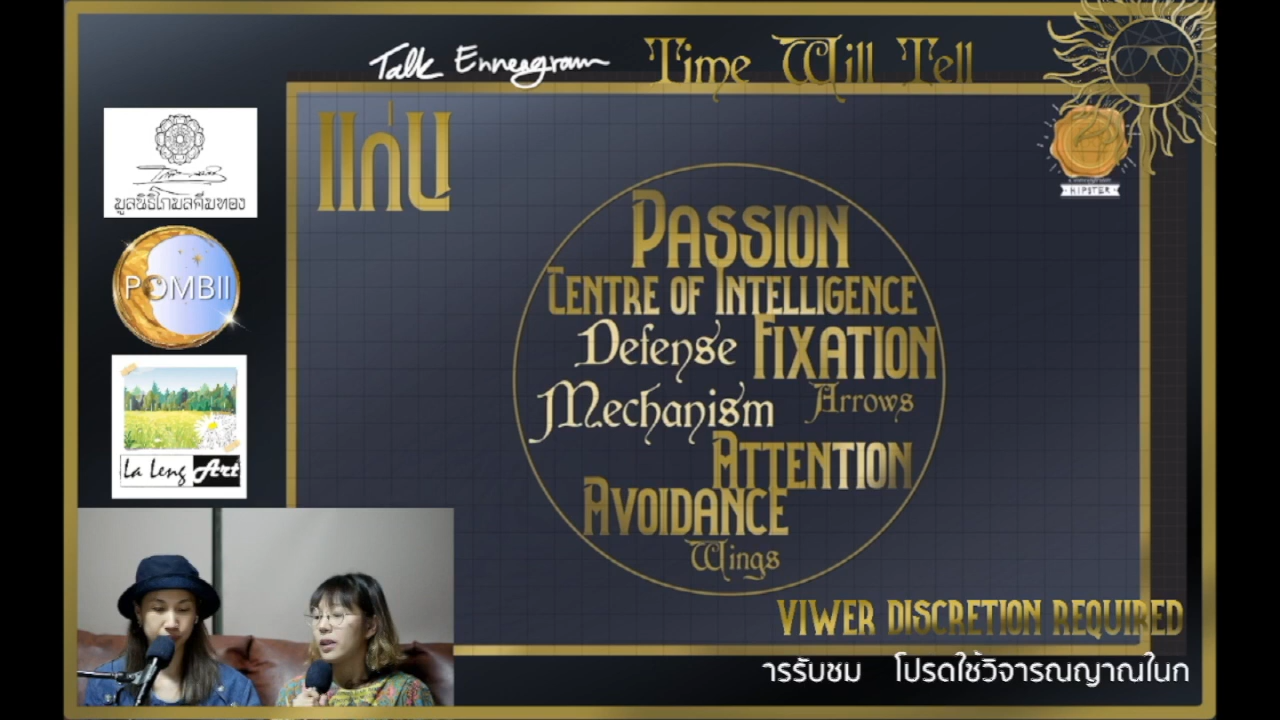 Talk Enneagram Time Will Tell
แก่น
HIPSTER
มูลนิธิโกมลคีมทอง
POMBII
La Leng Art
PASSION
CENTRE OF INTELLIGENCE
Defense FIXATION
Mechanism ARROWS
ATTENTION
AVOIDANCE
Wings
VIWER DISCRETION REQUIRED
ารรับชม โปรดใช้วิจารณญาณในก